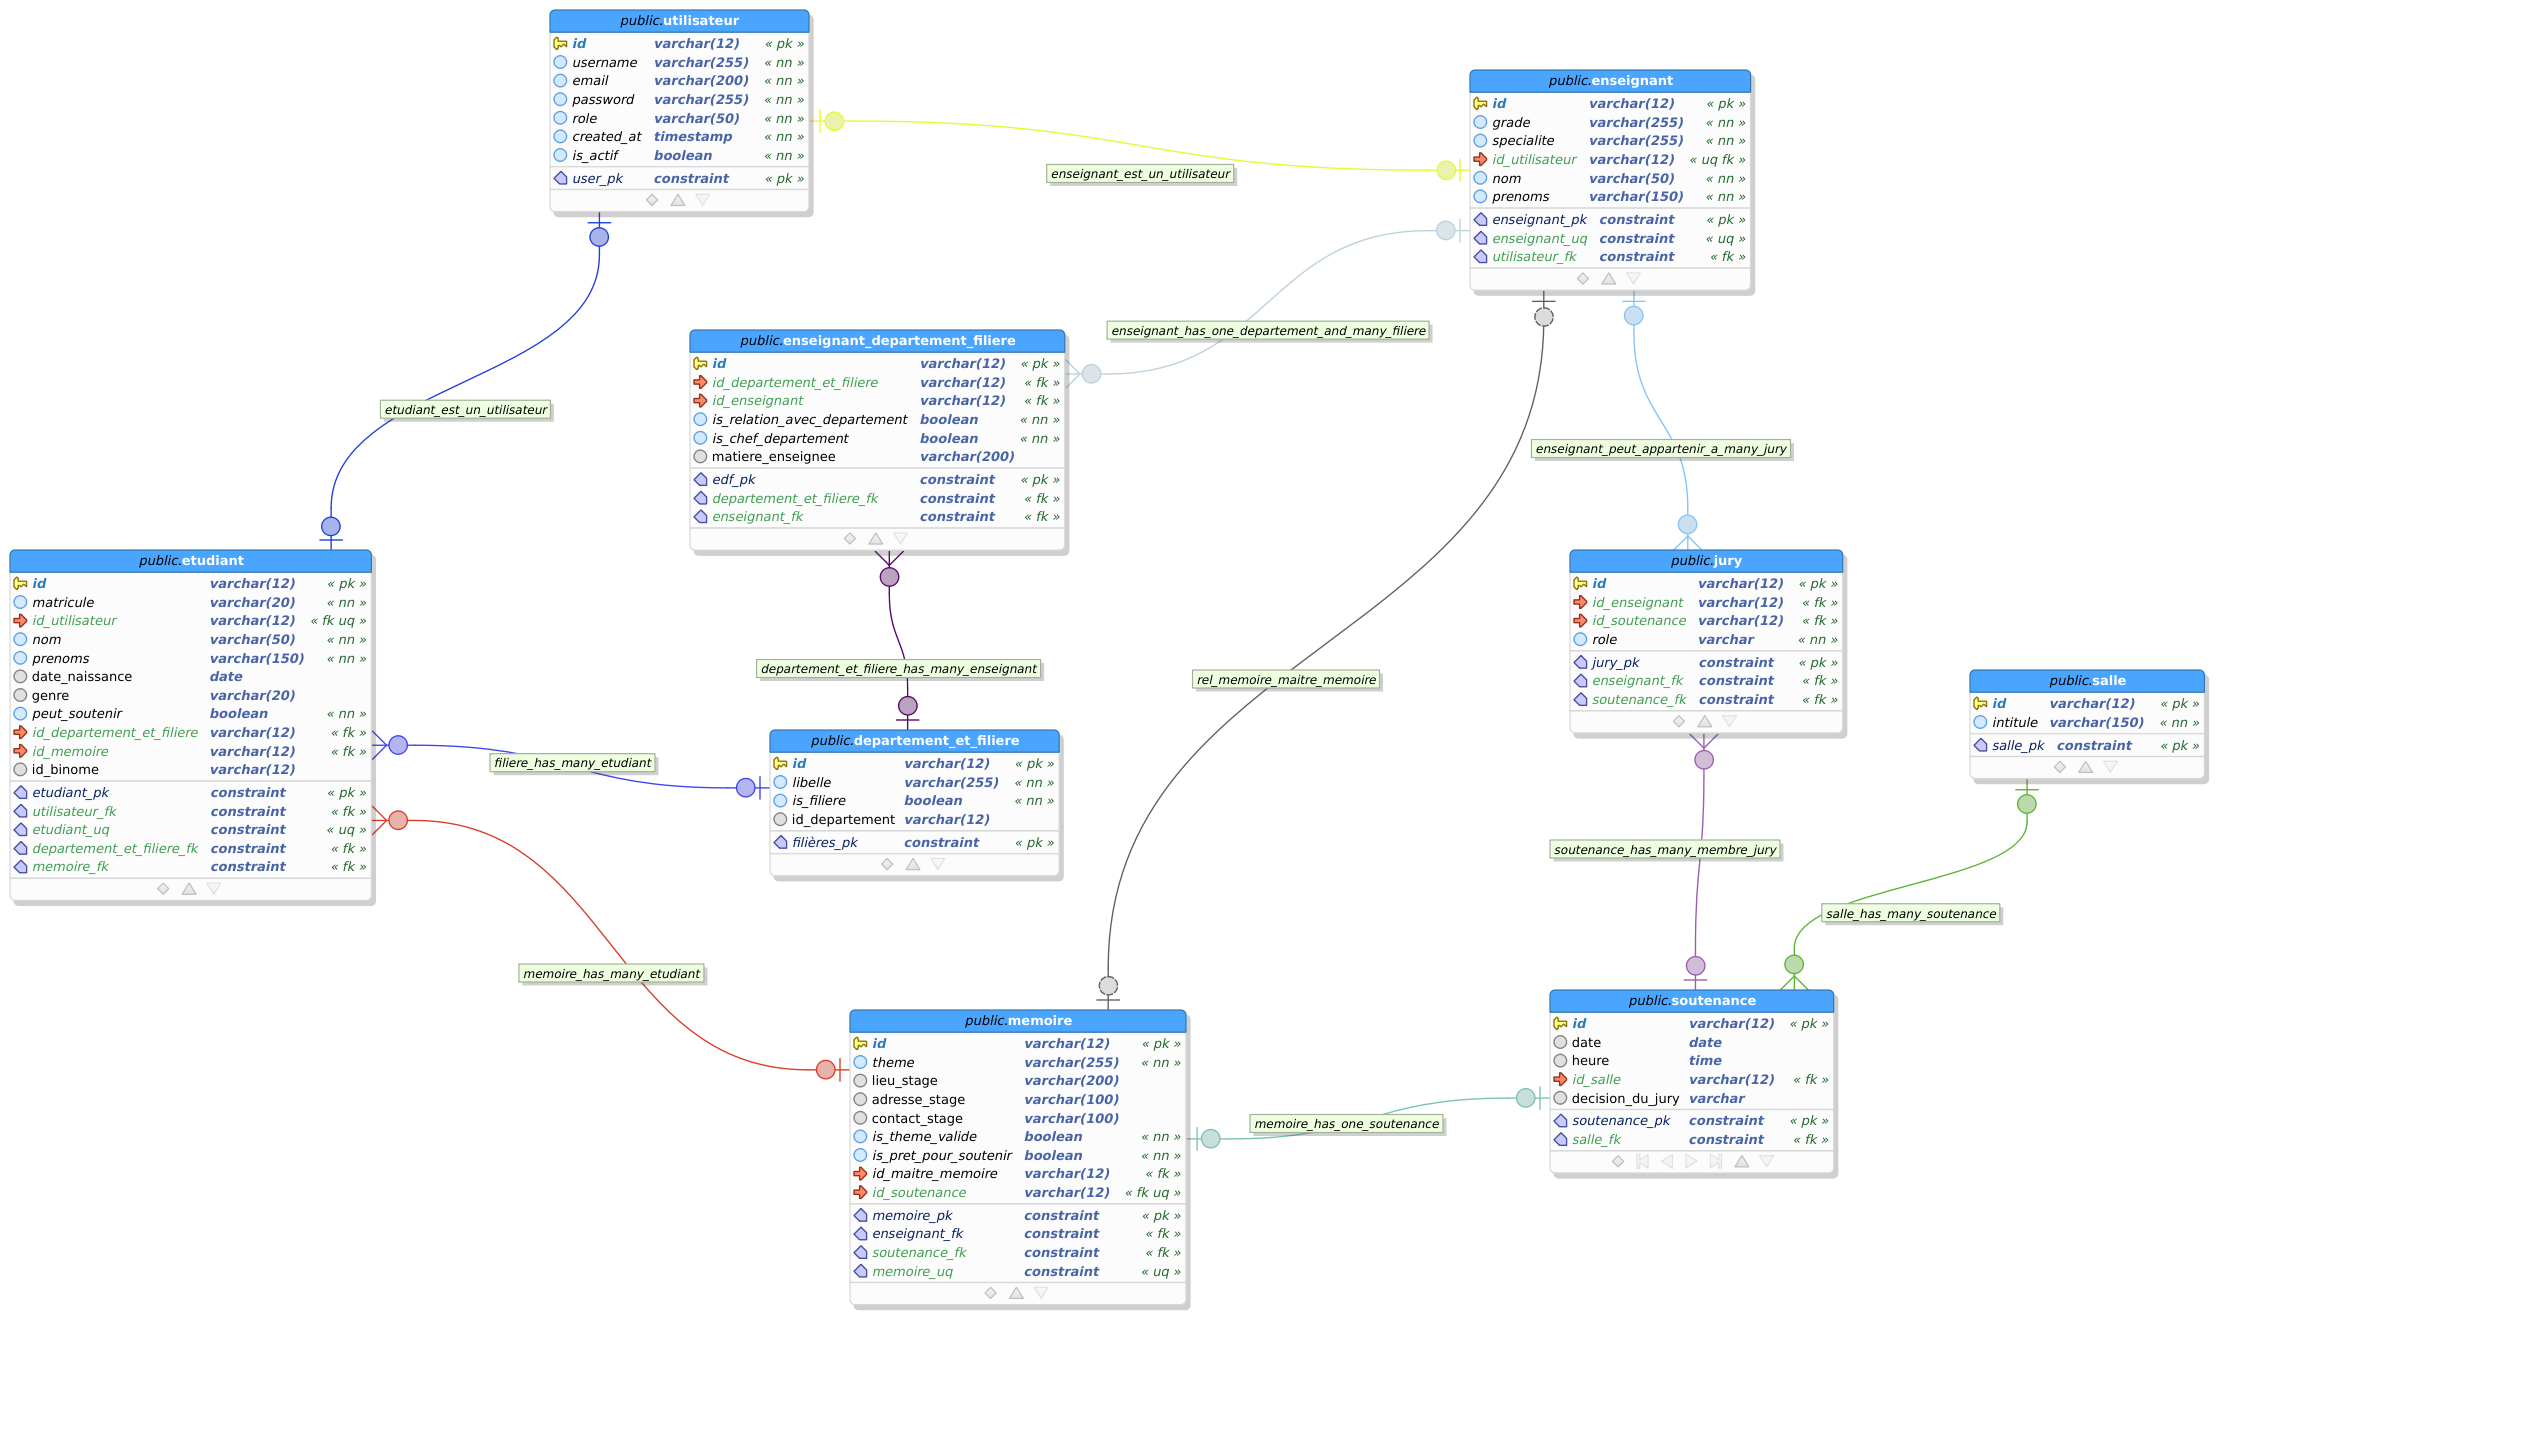 public.utilisateur
id varchar(12) « pk »
username varchar(255) « nn »
email varchar(200) « nn »
password varchar(255) « nn »
role varchar(50) « nn »
created_at timestamp « nn »
is_actif boolean « nn »
user_pk constraint « pk »
public.enseignant
id varchar(12) « pk »
grade varchar(255) « nn »
specialite varchar(255) « nn »
id_utilisateur varchar(12) « uq fk »
nom varchar(50) « nn »
prenoms varchar(150) « nn »
enseignant_pk constraint « pk »
enseignant_uq constraint « uq »
utilisateur_fk constraint « fk »
enseignant_est_un_utilisateur
enseignant_has_one_departement_and_many_filiere
public.enseignant_departement_filiere
id varchar(12) « pk »
id_departement_et_filiere varchar(12) « fk »
id_enseignant varchar(12) « fk »
is_relation_avec_departement boolean « nn »
is_chef_departement boolean « nn »
matiere_enseignee varchar(200)
edf_pk constraint « pk »
departement_et_filiere_fk constraint « fk »
enseignant_fk constraint « fk »
etudiant_est_un_utilisateur
enseignant_peut_appartenir_a_many_jury
public.etudiant
id varchar(12) « pk »
matricule varchar(20) « nn »
id_utilisateur varchar(12) « fk uq »
nom varchar(50) « nn »
prenoms varchar(150) « nn »
date_naissance date
genre varchar(20)
peut_soutenir boolean « nn »
id_departement_et_filiere varchar(12) « fk »
id_memoire varchar(12) « fk »
id_binome varchar(12)
etudiant_pk constraint « pk »
utilisateur_fk constraint « fk »
etudiant_uq constraint « uq »
departement_et_filiere_fk constraint « fk »
memoire_fk constraint « fk »
public.jury
id varchar(12) « pk »
id_enseignant varchar(12) « fk »
id_soutenance varchar(12) « fk »
role varchar « nn »
jury_pk constraint « pk »
enseignant_fk constraint « fk »
soutenance_fk constraint « fk »
departement_et_filiere_has_many_enseignant
rel_memoire_maitre_memoire
public.salle
id varchar(12) « pk »
intitule varchar(150) « nn »
salle_pk constraint « pk »
public.departement_et_filiere
id varchar(12) « pk »
libelle varchar(255) « nn »
is_filiere boolean « nn »
id_departement varchar(12)
filières_pk constraint « pk »
filiere_has_many_etudiant
soutenance_has_many_membre_jury
salle_has_many_soutenance
memoire_has_many_etudiant
public.soutenance
id varchar(12) « pk »
date date
heure time
id_salle varchar(12) « fk »
decision_du_jury varchar
soutenance_pk constraint « pk »
salle_fk constraint « fk »
public.memoire
id varchar(12) « pk »
theme varchar(255) « nn »
lieu_stage varchar(200)
adresse_stage varchar(100)
contact_stage varchar(100)
is_theme_valide boolean « nn »
is_pret_pour_soutenir boolean « nn »
id_maitre_memoire varchar(12) « fk »
id_soutenance varchar(12) « fk uq »
memoire_pk constraint « pk »
enseignant_fk constraint « fk »
soutenance_fk constraint « fk »
memoire_uq constraint « uq »
memoire_has_one_soutenance